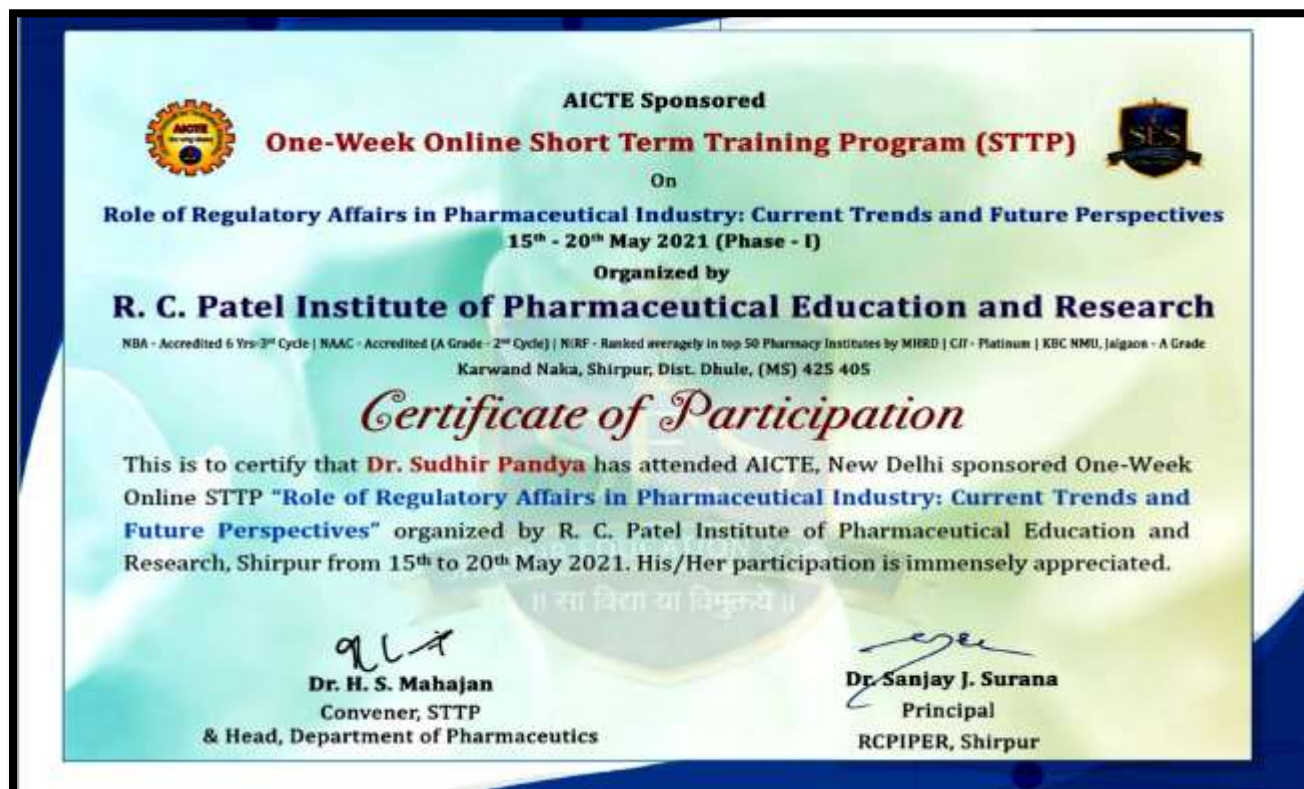 AICTE Sponsored
AICTE
One-Week Online Short Term Training Program (STTP)
SES
On
Role of Regulatory Affairs in Pharmaceutical Industry: Current Trends and Future Perspectives
15th - 20th May 2021 (Phase - I)
Organized by
R. C. Patel Institute of Pharmaceutical Education and Research
NBA - Accredited 6 Yrs-3rd Cycle | NAAC - Accredited (A Grade - 2nd Cycle) | NIRF - Ranked averagely in top 50 Pharmacy Institutes by MHRD | CII - Platinum | KBC NMU, Jalgaon - A Grade
Karwand Naka, Shirpur, Dist. Dhule, (MS) 425 405
Certificate of Participation
This is to certify that Dr. Sudhir Pandya has attended AICTE, New Delhi sponsored One-Week
Online STTP "Role of Regulatory Affairs in Pharmaceutical Industry: Current Trends and
Future Perspectives" organized by R. C. Patel Institute of Pharmaceutical Education and
Research, Shirpur from 15th to 20th May 2021. His/Her participation is immensely appreciated.
॥ सा विद्या या विमुक्तये ॥
Dr. H. S. Mahajan
Convener, STTP
& Head, Department of Pharmaceutics
Dr. Sanjay J. Surana
Principal
RCPIPER, Shirpur